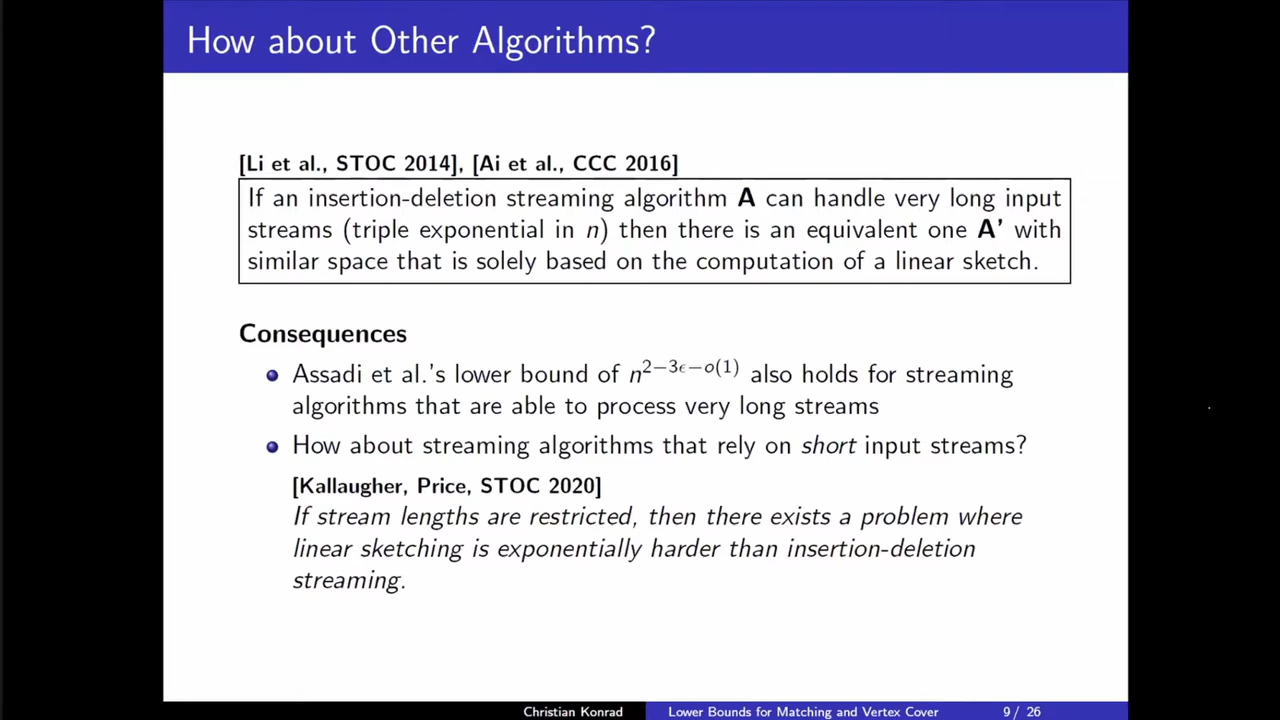 How about Other Algorithms?
[Li et al., STOC 2014], [Ai et al., CCC 2016]
If an insertion-deletion streaming algorithm A can handle very long input
streams (triple exponential in n) then there is an equivalent one A' with
similar space that is solely based on the computation of a linear sketch.
Consequences
Assadi et al.'s lower bound of n^{2−3ϵ−o(1)} also holds for streaming
algorithms that are able to process very long streams
How about streaming algorithms that rely on short input streams?
[Kallaugher, Price, STOC 2020]
If stream lengths are restricted, then there exists a problem where
linear sketching is exponentially harder than insertion-deletion
streaming.
Christian Konrad Lower Bounds for Matching and Vertex Cover 9 / 26